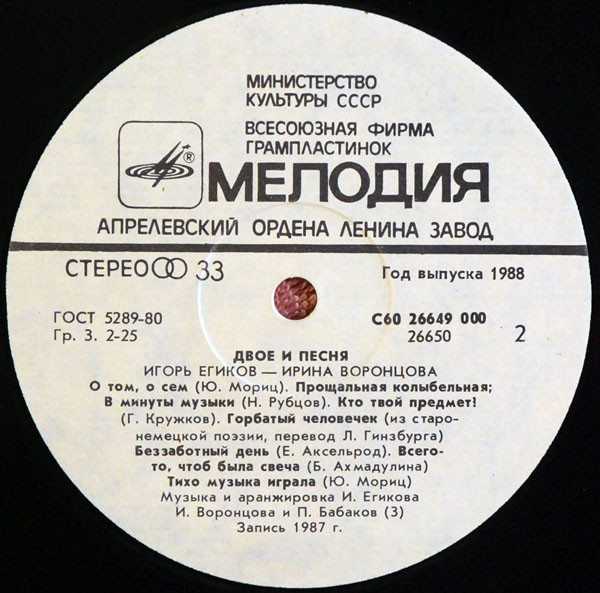 МИНИСТЕРСТВО
КУЛЬТУРЫ СССР
ВСЕСОЮЗНАЯ ФИРМА
ГРАМПЛАСТИНОК
®
МЕЛОДИЯ
АПРЕЛЕВСКИЙ ОРДЕНА ЛЕНИНА ЗАВОД
СТЕРЕО 33
Год выпуска 1988
ГОСТ 5289-80
С60 26649 000
Гр. 3. 2-25
26650 2
ДВОЕ И ПЕСНЯ
ИГОРЬ ЕГИКОВ — ИРИНА ВОРОНЦОВА
О том, о сем (Ю. Мориц). Прощальная колыбельная;
В минуты музыки (Н. Рубцов). Кто твой предмет!
(Г. Кружков). Горбатый человечек (из старо-
немецкой поэзии, перевод Л. Гинзбурга)
Беззаботный день (Е. Аксельрод). Всего-
то, чтоб была свеча (Б. Ахмадулина)
Тихо музыка играла (Ю. Мориц)
Музыка и аранжировка И. Егикова
И. Воронцова и П. Бабаков (3)
Запись 1987 г.